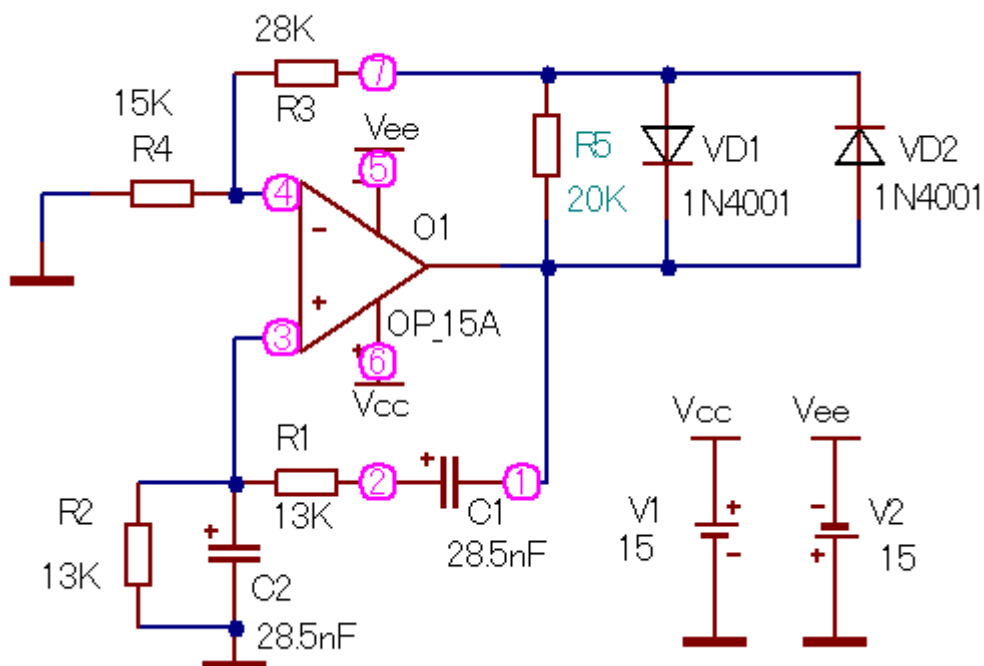 28K
7
R3
15K
R4
Vee
5
R5
20K
VD1
1N4001
VD2
1N4001
4
-
O1
+
3
OP_15A
+
6
Vcc
R1
2
+
1
13K
C1
28.5nF
R2
13K
+
C2
28.5nF
Vcc
Vee
V1
15
+
-
-
+
V2
15